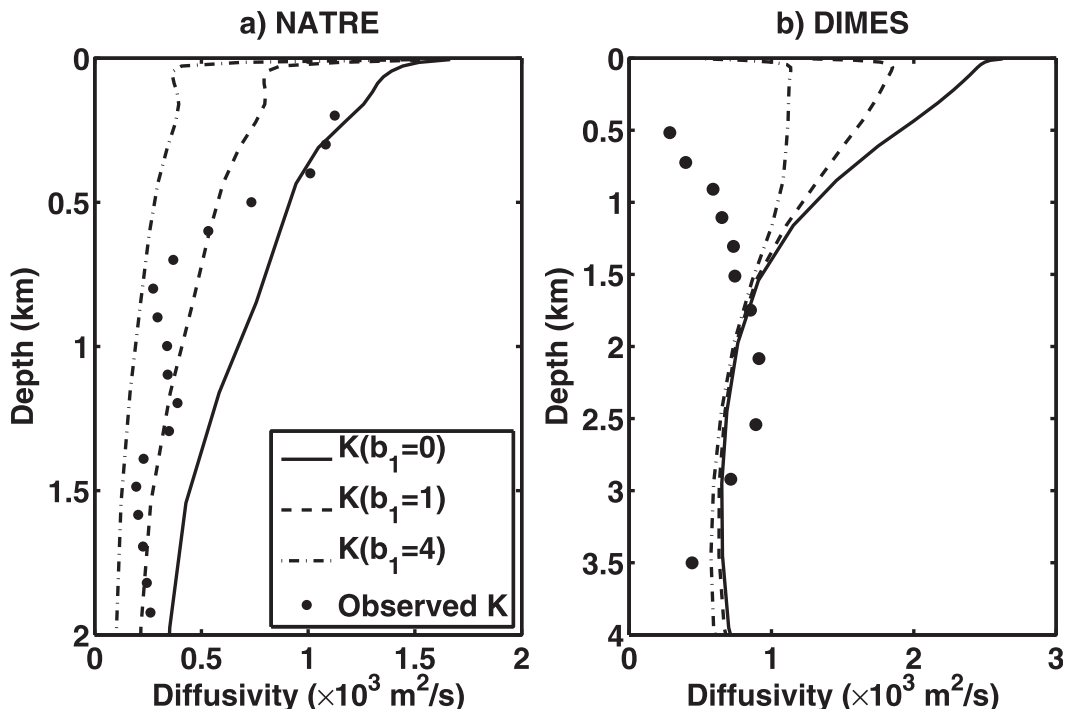 a) NATRE
b) DIMES
0
0.5
1
1.5
2
Depth (km)
0
0.5
1
1.5
2
Diffusivity (×10³ m²/s)
K(b₁=0)
K(b₁=1)
K(b₁=4)
Observed K
0
0.5
1
1.5
2
2.5
3
3.5
4
Depth (km)
0
1
2
3
Diffusivity (×10³ m²/s)